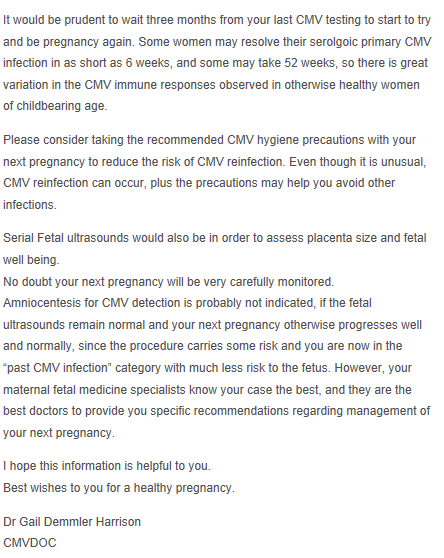 It would be prudent to wait three months from your last CMV testing to start to try
and be pregnancy again. Some women may resolve their serolgoic primary CMV
infection in as short as 6 weeks, and some may take 52 weeks, so there is great
variation in the CMV immune responses observed in otherwise healthy women
of childbearing age.
Please consider taking the recommended CMV hygiene precautions with your
next pregnancy to reduce the risk of CMV reinfection. Even though it is unusual,
CMV reinfection can occur, plus the precautions may help you avoid other
infections.
Serial Fetal ultrasounds would also be in order to assess placenta size and fetal
well being.
No doubt your next pregnancy will be very carefully monitored.
Amniocentesis for CMV detection is probably not indicated, if the fetal
ultrasounds remain normal and your next pregnancy otherwise progresses well
and normally, since the procedure carries some risk and you are now in the
“past CMV infection” category with much less risk to the fetus. However, your
maternal fetal medicine specialists know your case the best, and they are the
best doctors to provide you specific recommendations regarding management of
your next pregnancy.
I hope this information is helpful to you.
Best wishes to you for a healthy pregnancy.
Dr Gail Demmler Harrison
CMVDOC